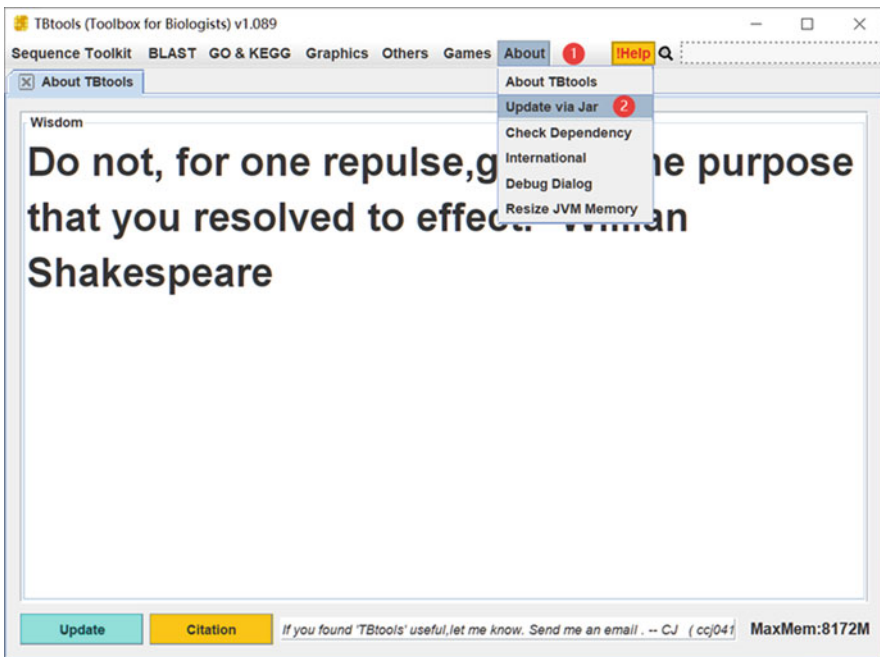 TBtools (Toolbox for Biologists) v1.089
Sequence Toolkit BLAST GO & KEGG Graphics Others Games About 1 !Help
About TBtools
About TBtools
Update via Jar 2
Check Dependency
International
Debug Dialog
Resize JVM Memory
Wisdom
Do not, for one repulse,g e purpose
that you resolved to effect. n
Shakespeare
Update Citation If you found 'TBtools' useful,let me know. Send me an email . -- CJ ( ccj041 MaxMem:8172M